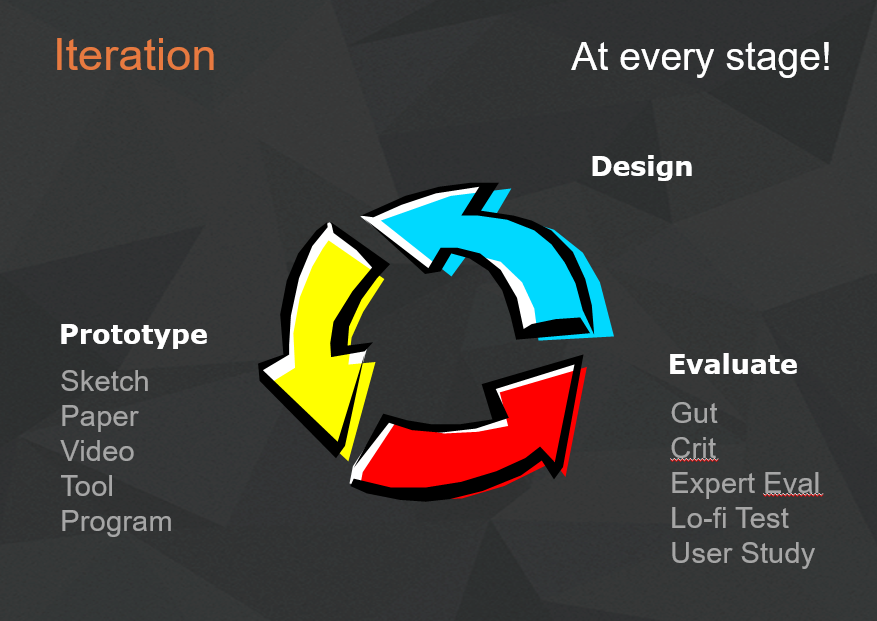 Iteration
At every stage!
Design
Prototype
Sketch
Paper
Video
Tool
Program
Evaluate
Gut
Crit
Expert Eval
Lo-fi Test
User Study